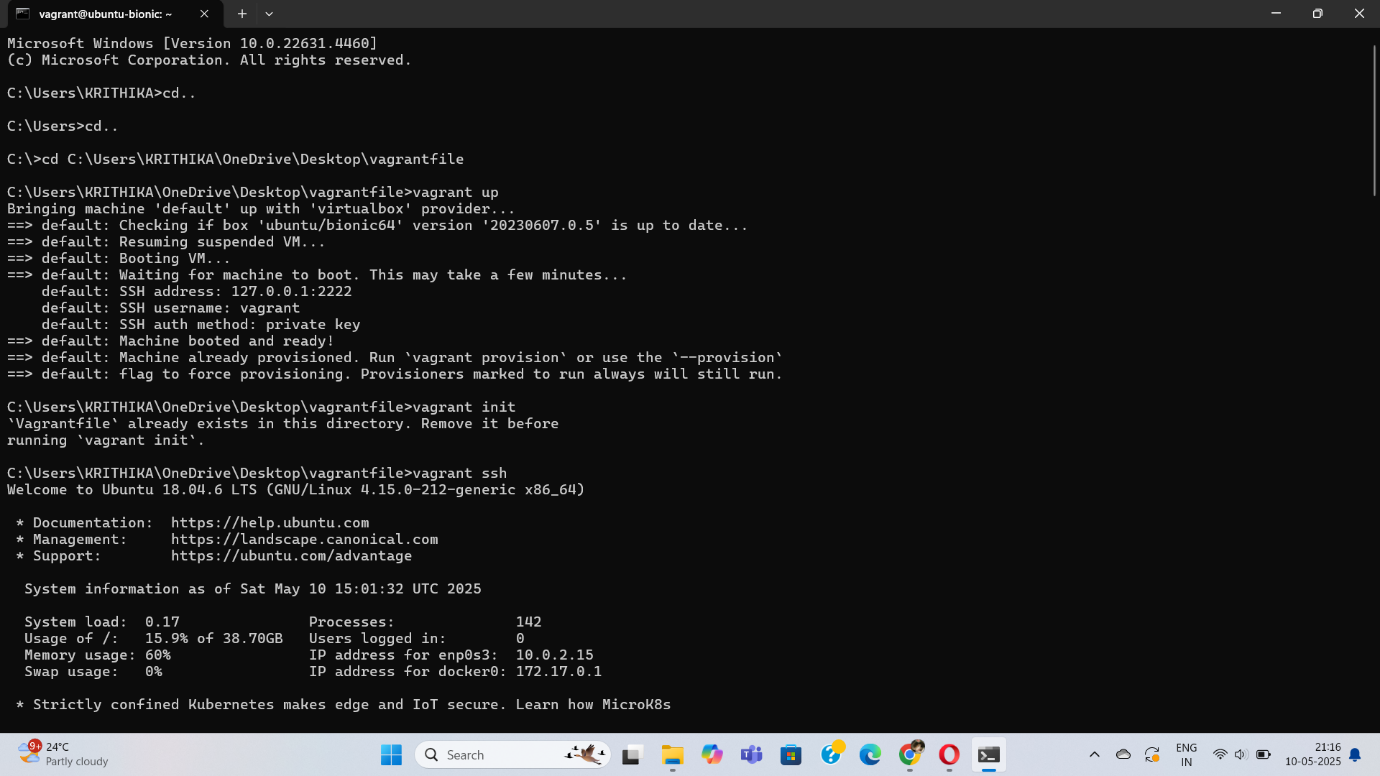 vagrant@ubuntu-bionic: ~
Microsoft Windows [Version 10.0.22631.4460]
(c) Microsoft Corporation. All rights reserved.
C:\Users\KRITHIKA>cd..
C:\Users>cd..
C:\>cd C:\Users\KRITHIKA\OneDrive\Desktop\vagrantfile
C:\Users\KRITHIKA\OneDrive\Desktop\vagrantfile>vagrant up
Bringing machine 'default' up with 'virtualbox' provider...
==> default: Checking if box 'ubuntu/bionic64' version '20230607.0.5' is up to date...
==> default: Resuming suspended VM...
==> default: Booting VM...
==> default: Waiting for machine to boot. This may take a few minutes...
    default: SSH address: 127.0.0.1:2222
    default: SSH username: vagrant
    default: SSH auth method: private key
==> default: Machine booted and ready!
==> default: Machine already provisioned. Run `vagrant provision` or use the `--provision`
==> default: flag to force provisioning. Provisioners marked to run always will still run.
C:\Users\KRITHIKA\OneDrive\Desktop\vagrantfile>vagrant init
`Vagrantfile` already exists in this directory. Remove it before
running `vagrant init`.
C:\Users\KRITHIKA\OneDrive\Desktop\vagrantfile>vagrant ssh
Welcome to Ubuntu 18.04.6 LTS (GNU/Linux 4.15.0-212-generic x86_64)
 * Documentation:  https://help.ubuntu.com
 * Management:     https://landscape.canonical.com
 * Support:        https://ubuntu.com/advantage
  System information as of Sat May 10 15:01:32 UTC 2025
  System load:  0.17               Processes:              142
  Usage of /:   15.9% of 38.70GB   Users logged in:        0
  Memory usage: 60%                IP address for enp0s3:  10.0.2.15
  Swap usage:   0%                 IP address for docker0: 172.17.0.1
 * Strictly confined Kubernetes makes edge and IoT secure. Learn how MicroK8s
9+
24°C
Partly cloudy
Search
ENG
IN
21:16
10-05-2025